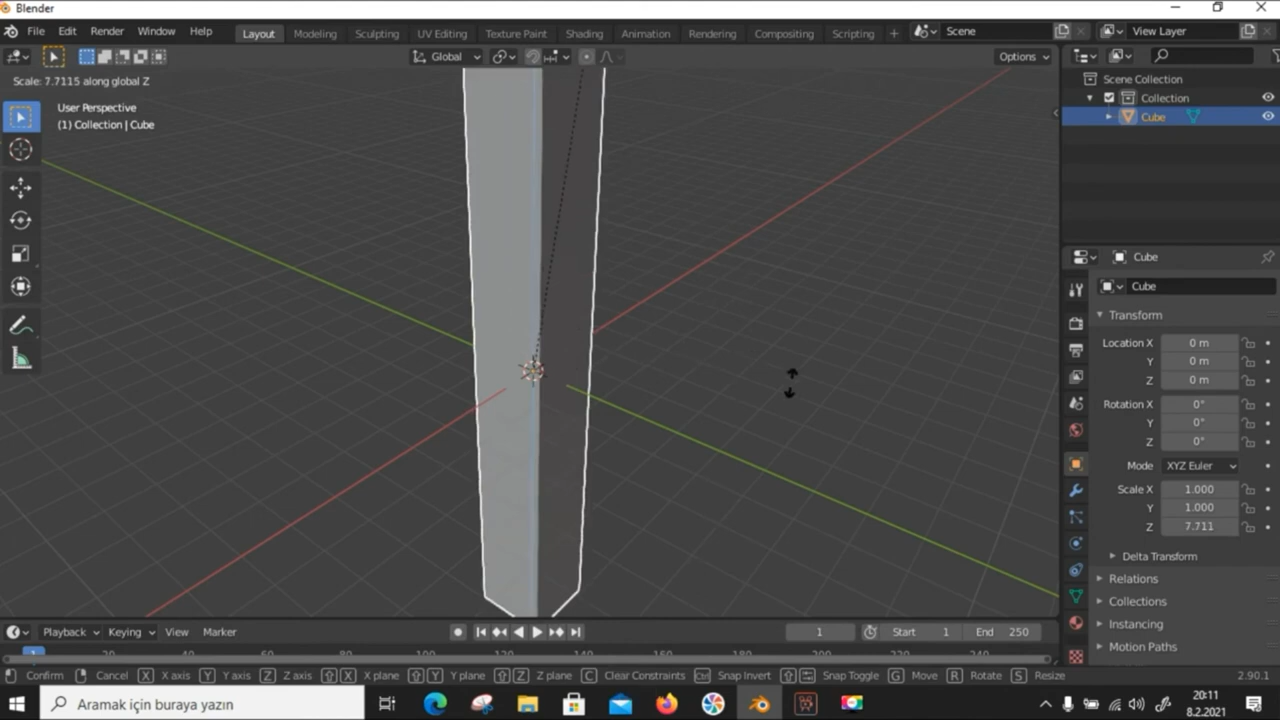 Blender
File Edit Render Window Help Layout Modeling Sculpting UV Editing Texture Paint Shading Animation Rendering Compositing Scripting + Scene View Layer
Global Options
Scale: 7.7115 along global Z
User Perspective
(1) Collection | Cube
Scene Collection
Collection
Cube
Cube
Cube
Transform
Location X 0 m
Y 0 m
Z 0 m
Rotation X 0°
Y 0°
Z 0°
Mode XYZ Euler
Scale X 1.000
Y 1.000
Z 7.711
Delta Transform
Relations
Collections
Instancing
Motion Paths
Playback Keying View Marker 1 Start 1 End 250
1
Confirm Cancel X X axis Y Y axis Z Z axis X X plane Y Y plane Z Z plane C Clear Constraints Ctrl Snap Invert Snap Toggle G Move R Rotate S Resize 2.90.1
Aramak için buraya yazın
20:11
8.2.2021